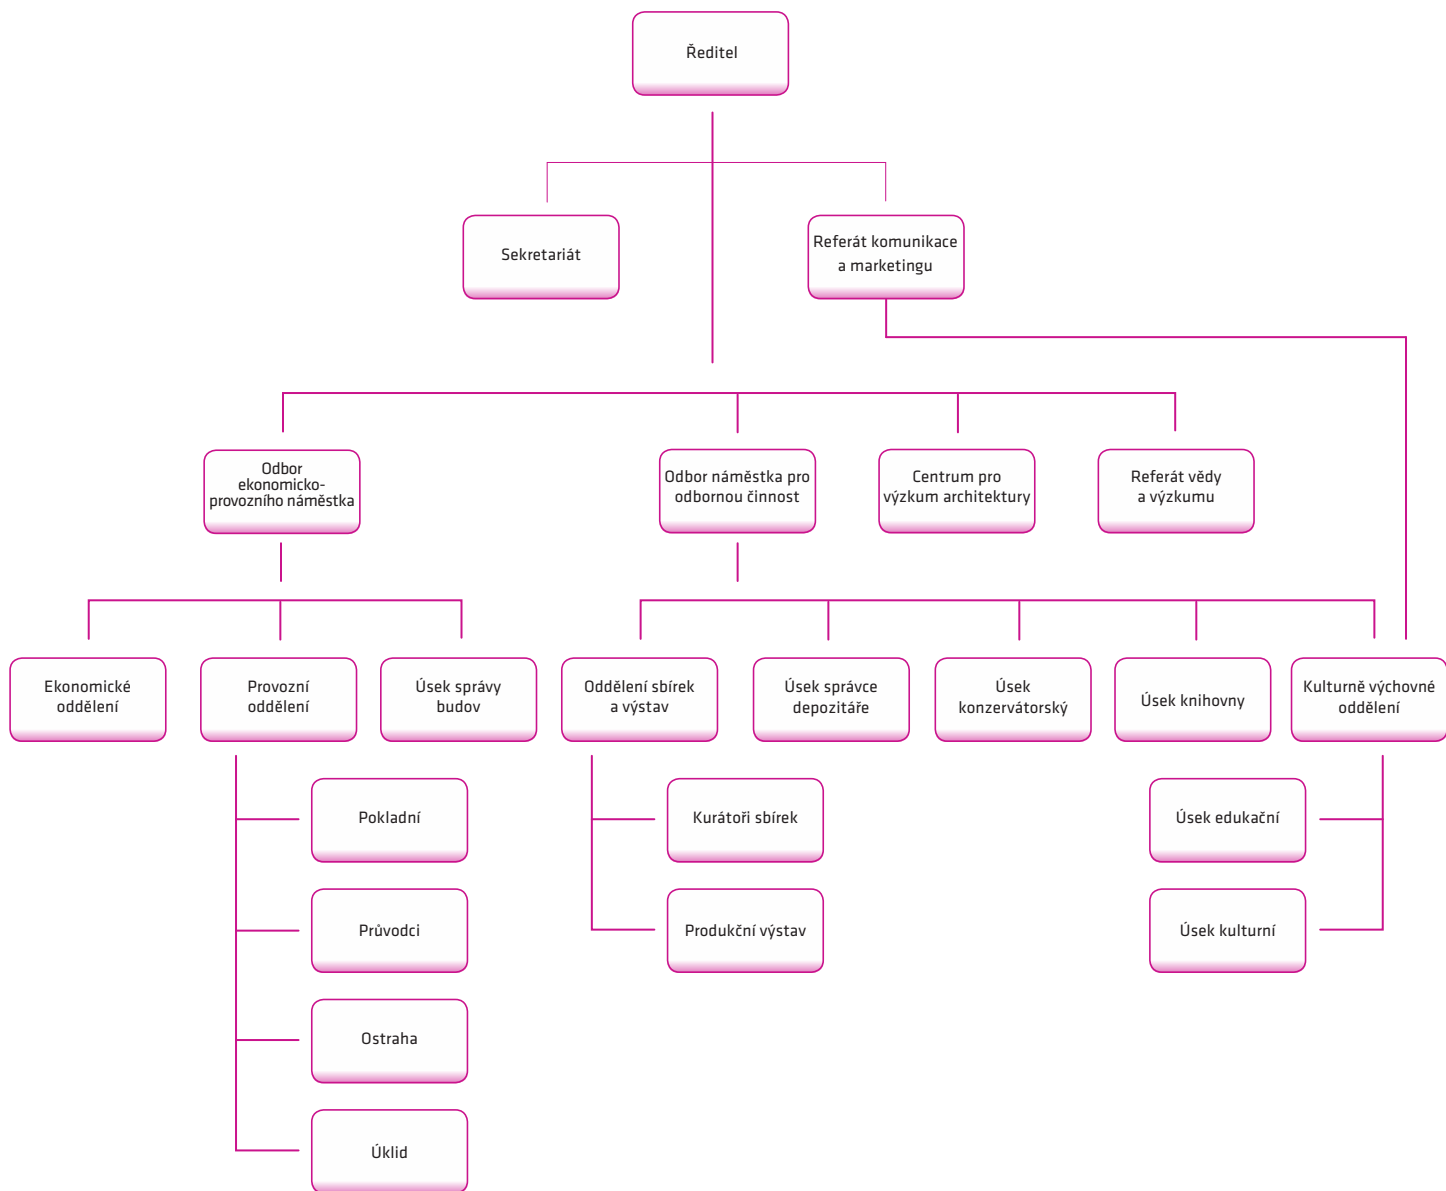 Ředitel
Sekretariát
Referát komunikace
a marketingu
Odbor
ekonomicko-
provozního náměstka
Odbor náměstka pro
odbornou činnost
Centrum pro
výzkum architektury
Referát vědy
a výzkumu
Ekonomické
oddělení
Provozní
oddělení
Úsek správy
budov
Oddělení sbírek
a výstav
Úsek správce
depozitáře
Úsek
konzervátorský
Úsek knihovny
Kulturně výchovné
oddělení
Pokladní
Kurátoři sbírek
Úsek edukační
Průvodci
Produkční výstav
Úsek kulturní
Ostraha
Úklid